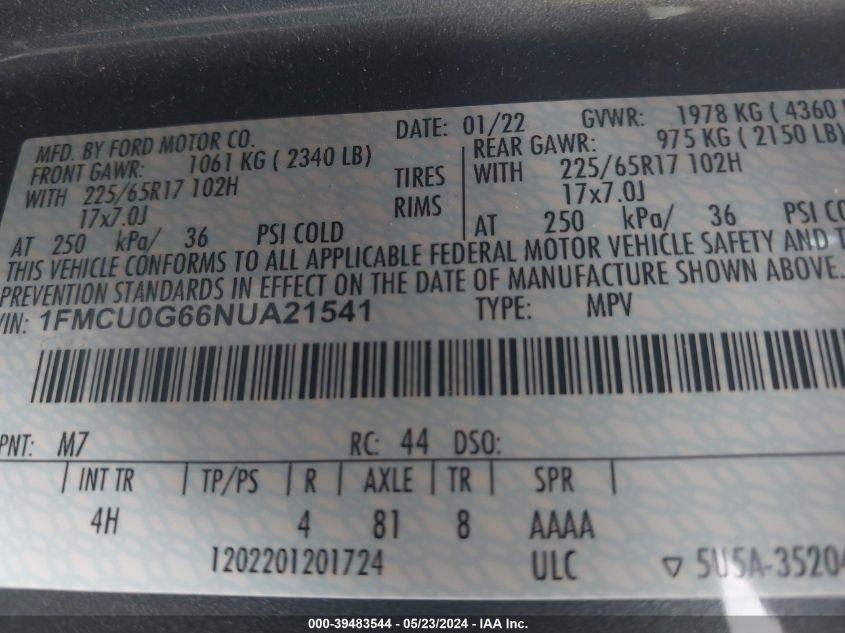 MFD. BY FORD MOTOR CO. DATE: 01/22 GVWR: 1978 KG ( 4360
FRONT GAWR: 1061 KG ( 2340 LB) REAR GAWR: 975 KG ( 2150 LB)
WITH 225/65R17 102H TIRES WITH 225/65R17 102H
17x7.0J RIMS 17x7.0J
AT 250 kPa/ 36 PSI COLD AT 250 kPa/ 36 PSI CO
THIS VEHICLE CONFORMS TO ALL APPLICABLE FEDERAL MOTOR VEHICLE SAFETY AND T
PREVENTION STANDARDS IN EFFECT ON THE DATE OF MANUFACTURE SHOWN ABOVE.
VIN: 1FMCU0G66NUA21541 TYPE: MPV
PNT: M7 RC: 44 DSO:
INT TR TP/PS R AXLE TR SPR
4H 4 81 8 AAAA
1202201201724 ULC ▽ 5U5A-35204
000-39483544 — 05/23/2024 - IAA Inc.